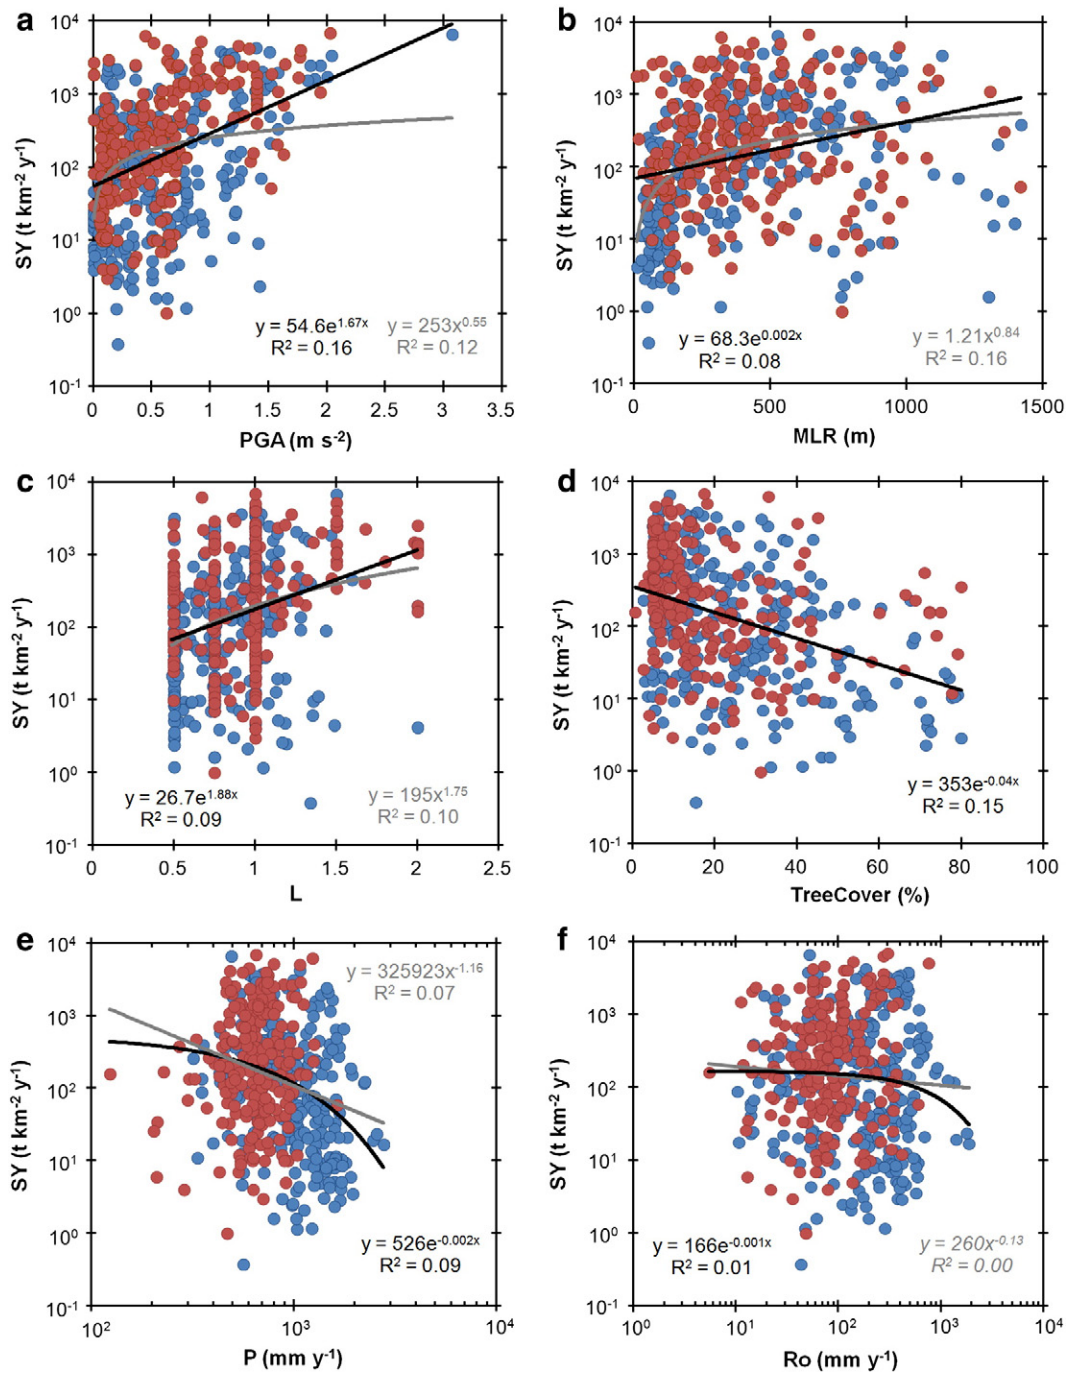 a
10⁴
10³
10²
10¹
10⁰
10⁻¹
SY (t km⁻² y⁻¹)
y = 54.6e^1.67x
R² = 0.16
y = 253x^0.55
R² = 0.12
0 0.5 1 1.5 2 2.5 3 3.5
PGA (m s⁻²)
b
10⁴
10³
10²
10¹
10⁰
10⁻¹
SY (t km⁻² y⁻¹)
y = 68.3e^0.002x
R² = 0.08
y = 1.21x^0.84
R² = 0.16
0 500 1000 1500
MLR (m)
c
10⁴
10³
10²
10¹
10⁰
10⁻¹
SY (t km⁻² y⁻¹)
y = 26.7e^1.88x
R² = 0.09
y = 195x^1.75
R² = 0.10
0 0.5 1 1.5 2 2.5
L
d
10⁴
10³
10²
10¹
10⁰
10⁻¹
SY (t km⁻² y⁻¹)
y = 353e^-0.04x
R² = 0.15
0 20 40 60 80 100
TreeCover (%)
e
10⁴
10³
10²
10¹
10⁰
10⁻¹
SY (t km⁻² y⁻¹)
y = 325923x^-1.16
R² = 0.07
y = 526e^-0.002x
R² = 0.09
10² 10³ 10⁴
P (mm y⁻¹)
f
10⁴
10³
10²
10¹
10⁰
10⁻¹
SY (t km⁻² y⁻¹)
y = 166e^-0.001x
R² = 0.01
y = 260x^-0.13
R² = 0.00
10⁰ 10¹ 10² 10³ 10⁴
Ro (mm y⁻¹)